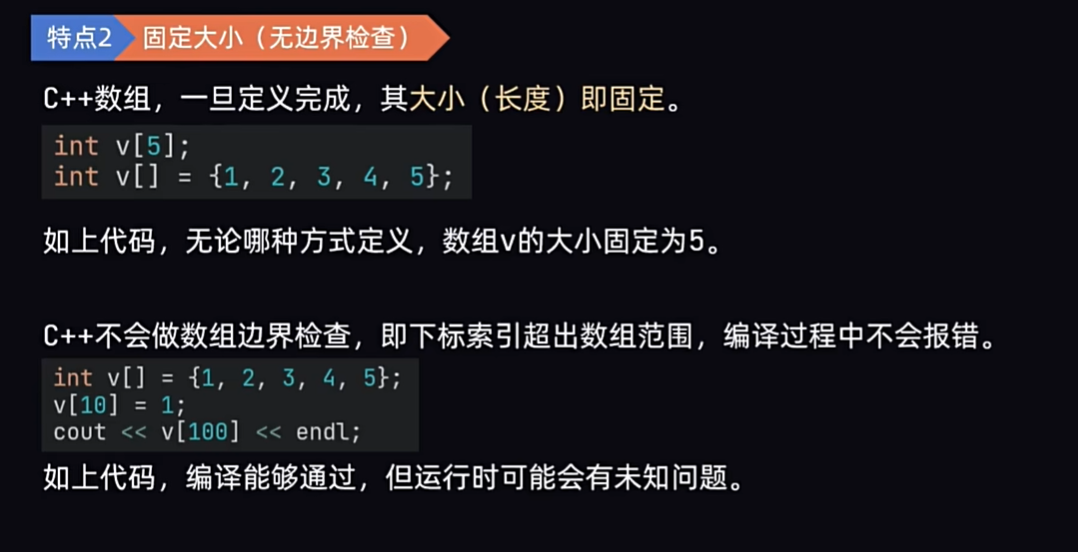 特点2 固定大小（无边界检查）
C++数组，一旦定义完成，其大小（长度）即固定。
int v[5];
int v[] = {1, 2, 3, 4, 5};
如上代码，无论哪种方式定义，数组v的大小固定为5。
C++不会做数组边界检查，即下标索引超出数组范围，编译过程中不会报错。
int v[] = {1, 2, 3, 4, 5};
v[10] = 1;
cout << v[100] << endl;
如上代码，编译能够通过，但运行时可能会有未知问题。